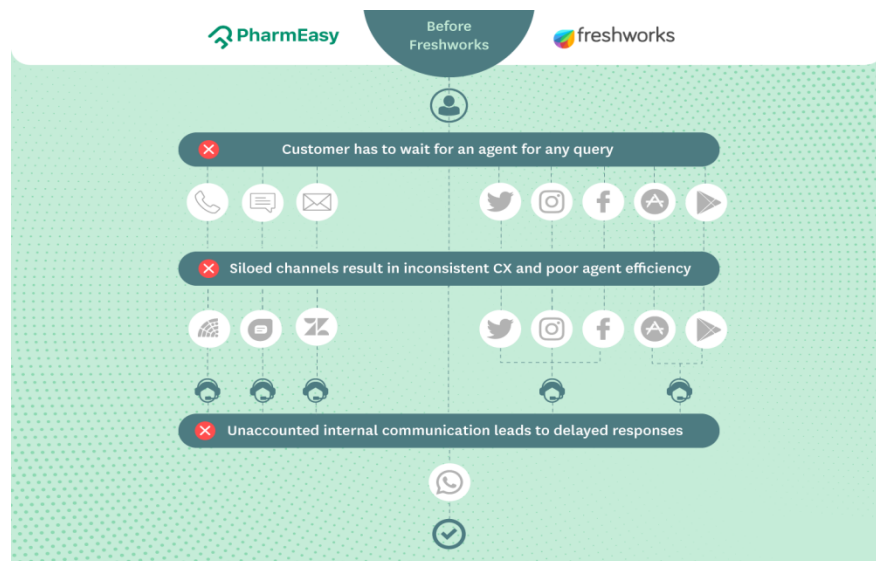 PharmEasy
Before
Freshworks
freshworks
Customer has to wait for an agent for any query
Siloed channels result in inconsistent CX and poor agent efficiency
Unaccounted internal communication leads to delayed responses